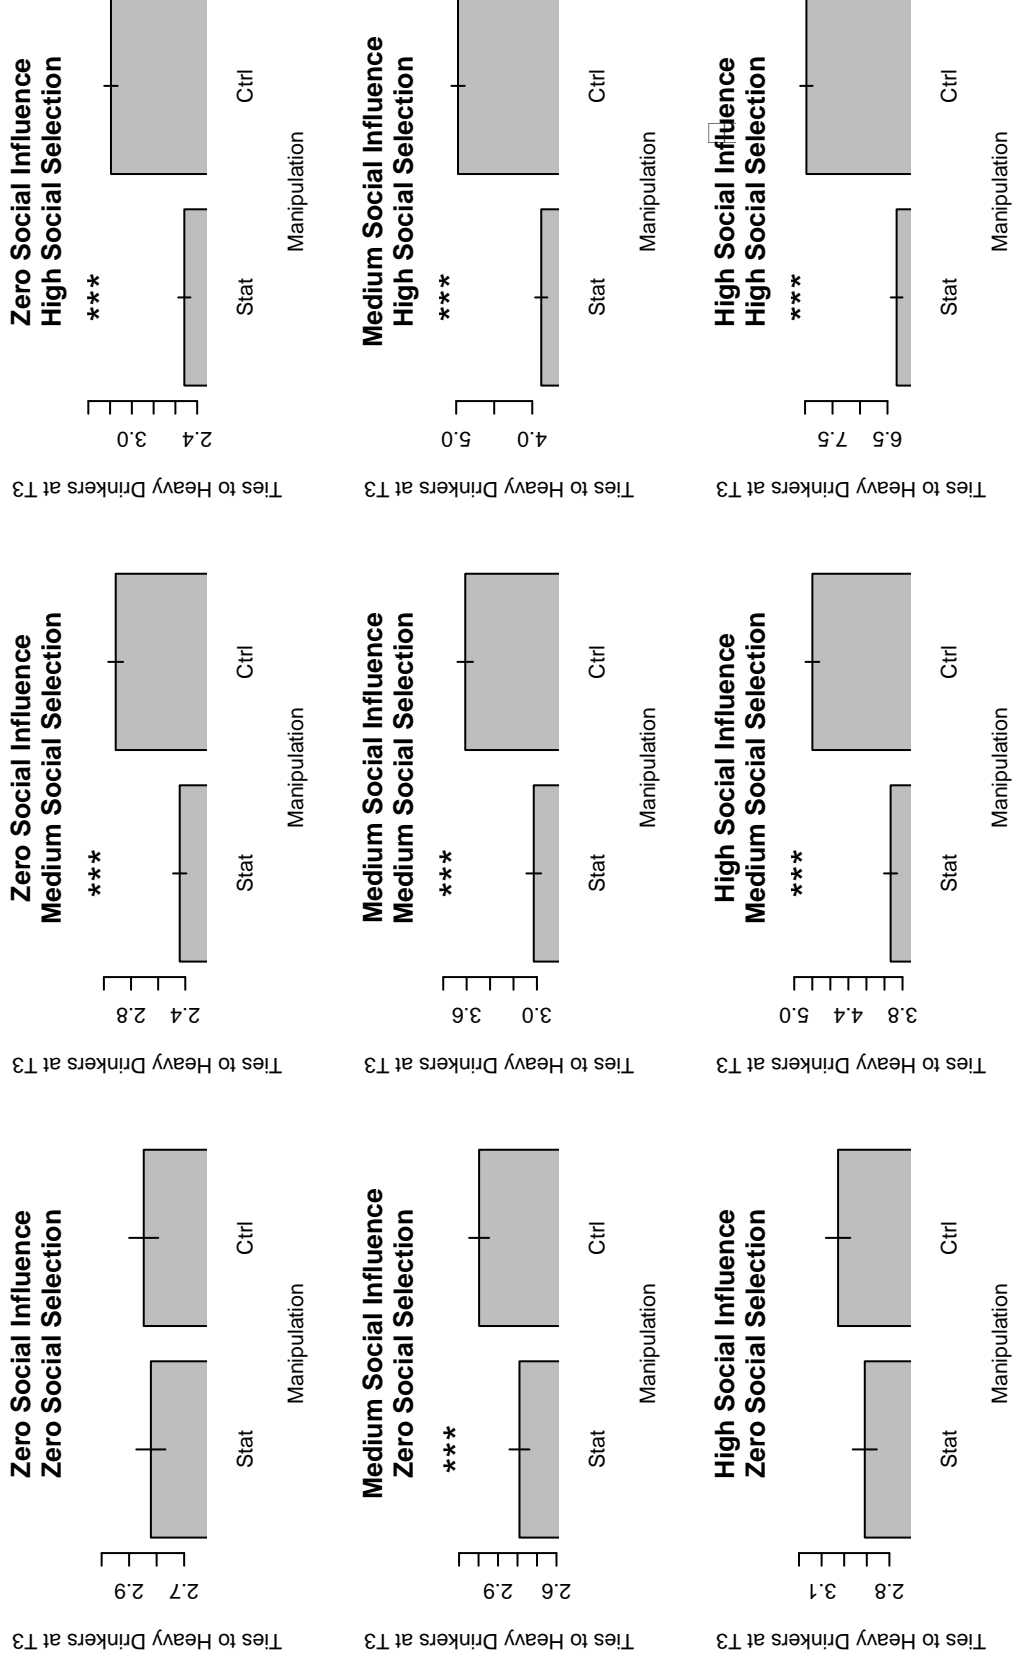 Zero Social Influence
Zero Social Selection
Ties to Heavy Drinkers at T3
2.9
2.7
Stat
Ctrl
Manipulation
Zero Social Influence
Medium Social Selection
***
Ties to Heavy Drinkers at T3
2.8
2.4
Stat
Ctrl
Manipulation
Zero Social Influence
High Social Selection
***
Ties to Heavy Drinkers at T3
3.0
2.4
Stat
Ctrl
Manipulation
Medium Social Influence
Zero Social Selection
***
Ties to Heavy Drinkers at T3
2.9
2.6
Stat
Ctrl
Manipulation
Medium Social Influence
Medium Social Selection
***
Ties to Heavy Drinkers at T3
3.6
3.0
Stat
Ctrl
Manipulation
Medium Social Influence
High Social Selection
***
Ties to Heavy Drinkers at T3
5.0
4.0
Stat
Ctrl
Manipulation
High Social Influence
Zero Social Selection
Ties to Heavy Drinkers at T3
3.1
2.8
Stat
Ctrl
Manipulation
High Social Influence
Medium Social Selection
***
Ties to Heavy Drinkers at T3
5.0
4.4
3.8
Stat
Ctrl
Manipulation
High Social Influence
High Social Selection
***
Ties to Heavy Drinkers at T3
7.5
6.5
Stat
Ctrl
Manipulation